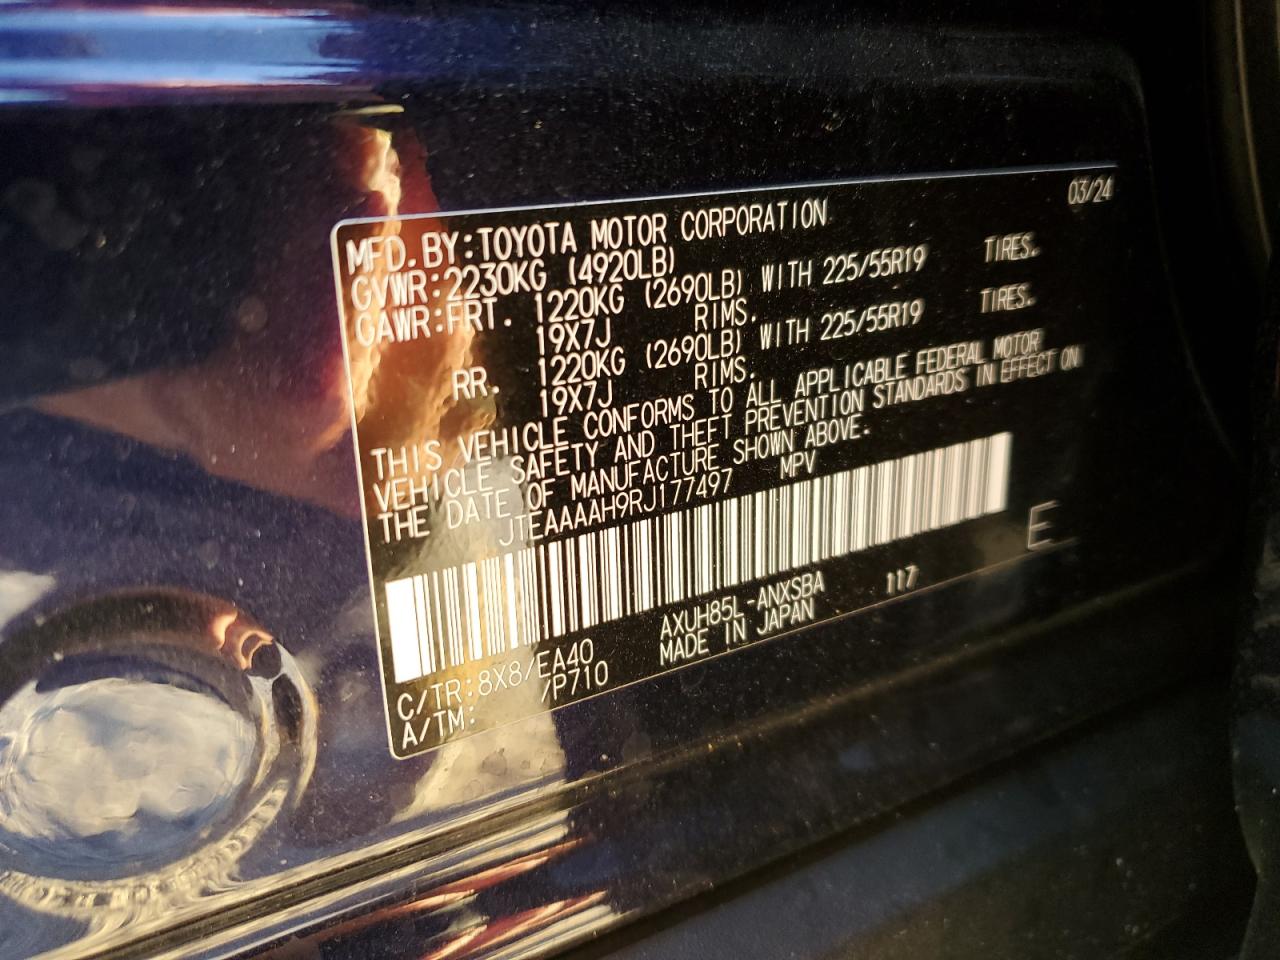 03/24
MFD.BY:TOYOTA MOTOR CORPORATION
GVWR:2230KG (4920LB)
GAWR:FRT. 1220KG (2690LB) WITH 225/55R19 TIRES.
19X7J RIMS.
RR. 1220KG (2690LB) WITH 225/55R19 TIRES.
19X7J RIMS.
THIS VEHICLE CONFORMS TO ALL APPLICABLE FEDERAL MOTOR
VEHICLE SAFETY AND THEFT PREVENTION STANDARDS IN EFFECT ON
THE DATE OF MANUFACTURE SHOWN ABOVE.
JTEAAAAH9RJ177497 MPV
E
C/TR:8X8/EA40 AXUH85L-ANXSBA 117
A/TM: /P710 MADE IN JAPAN